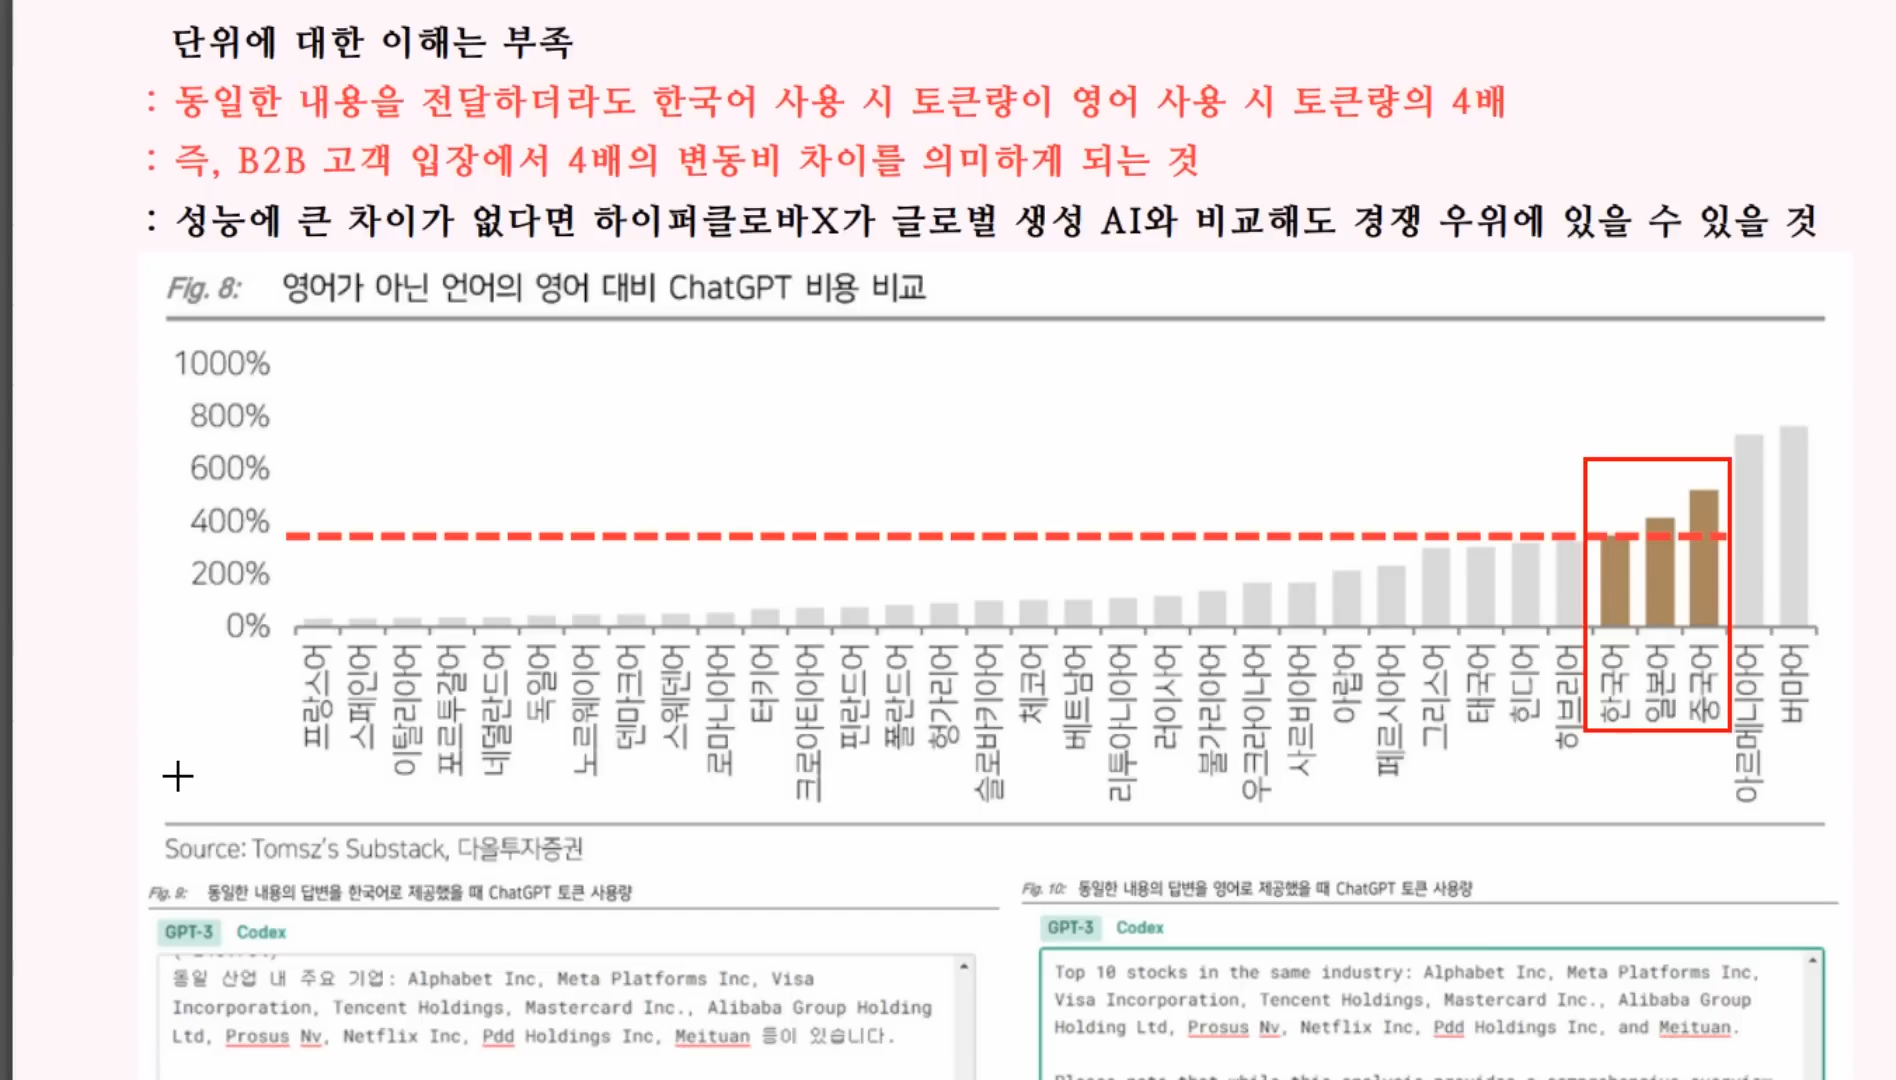 단위에 대한 이해는 부족
: 동일한 내용을 전달하더라도 한국어 사용 시 토큰량이 영어 사용 시 토큰량의 4배
: 즉, B2B 고객 입장에서 4배의 변동비 차이를 의미하게 되는 것
: 성능에 큰 차이가 없다면 하이퍼클로바X가 글로벌 생성 AI와 비교해도 경쟁 우위에 있을 수 있을 것
Fig. 8: 영어가 아닌 언어의 영어 대비 ChatGPT 비용 비교
1000%
800%
600%
400%
200%
0%
프랑스어
스페인어
이탈리아어
포르투갈어
네덜란드어
독일어
노르웨이어
덴마크어
스웨덴어
로마니아어
터키어
크로아티아어
핀란드어
폴란드어
헝가리어
슬로바키아어
체코어
베트남어
리투아니아어
러시아어
불가리아어
우크라이나어
사르비아어
아랍어
페르시아어
그리스어
태국어
힌디어
히브리어
한국어
일본어
중국어
아르메니아어
버마어
Source: Tomsz's Substack, 다올투자증권
Fig. 9: 동일한 내용의 답변을 한국어로 제공했을 때 ChatGPT 토큰 사용량
GPT-3 Codex
동일 산업 내 주요 기업: Alphabet Inc, Meta Platforms Inc, Visa
Incorporation, Tencent Holdings, Mastercard Inc., Alibaba Group Holding
Ltd, Prosus Nv, Netflix Inc, Pdd Holdings Inc, Meituan 등이 있습니다.
Fig. 10: 동일한 내용의 답변을 영어로 제공했을 때 ChatGPT 토큰 사용량
GPT-3 Codex
Top 10 stocks in the same industry: Alphabet Inc, Meta Platforms Inc,
Visa Incorporation, Tencent Holdings, Mastercard Inc., Alibaba Group
Holding Ltd, Prosus Nv, Netflix Inc, Pdd Holdings Inc, and Meituan.